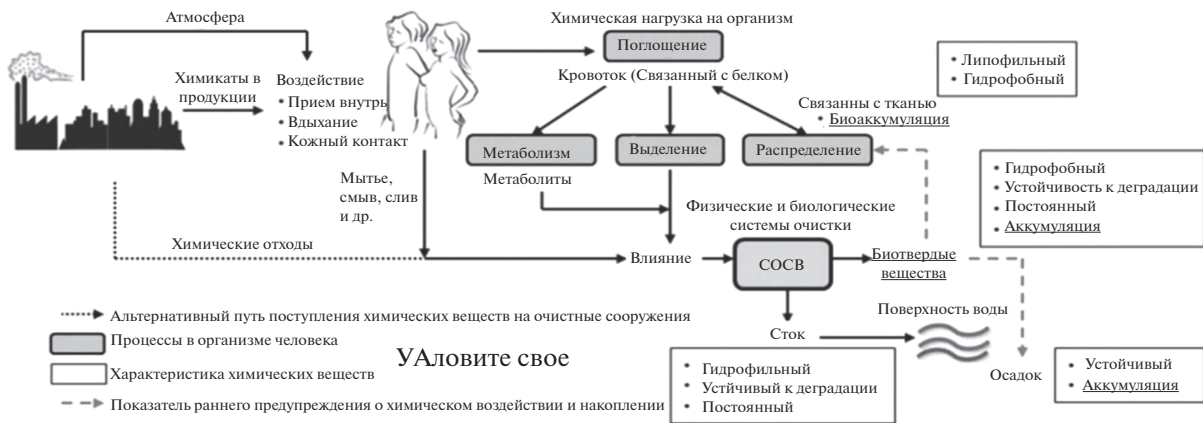 Атмосфера
Химикаты в
продукции
Воздействие
• Прием внутрь
• Вдыхание
• Кожный контакт
Химическая нагрузка на организм
Поглощение
Кровоток (Связанный с белком)
• Липофильный
• Гидрофобный
Связанны с тканью
• Биоаккумуляция
Метаболизм
Выделение
Распределение
Метаболиты
Мытье,
смыв, слив
и др.
• Гидрофобный
• Устойчивость к деградации
• Постоянный
• Аккумуляция
Физические и биологические
системы очистки
Химические отходы
Влияние
СОСВ
Биотвердые
вещества
Альтернативный путь поступления химических веществ на очистные сооружения
Процессы в организме человека
Характеристика химических веществ
Показатель раннего предупреждения о химическом воздействии и накоплении
УАловите свое
Сток
Поверхность воды
Осадок
• Гидрофильный
• Устйчивый к деградации
• Постоянный
• Устойчивый
• Аккумуляция